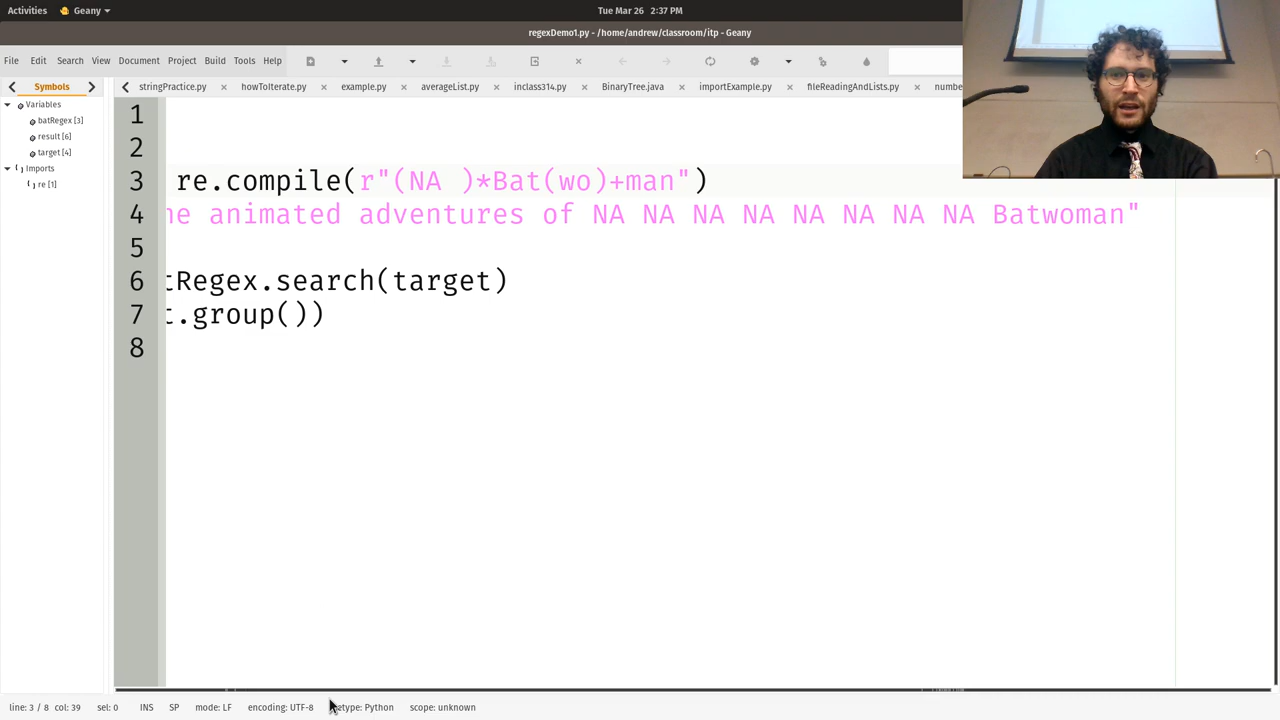 Activities Geany Tue Mar 26 2:37 PM
regexDemo1.py - /home/andrew/classroom/itp - Geany
File Edit Search View Document Project Build Tools Help
Symbols stringPractice.py howToIterate.py example.py averageList.py inclass314.py BinaryTree.java importExample.py fileReadingAndLists.py numbe
Variables
batRegex [3]
result [6]
target [4]
Imports
re [1]
1
2
3 re.compile(r"(NA )*Bat(wo)+man")
4 he animated adventures of NA NA NA NA NA NA NA NA Batwoman"
5
6 tRegex.search(target)
7 t.group())
8
line: 3 / 8 col: 39 sel: 0 INS SP mode: LF encoding: UTF-8 etype: Python scope: unknown